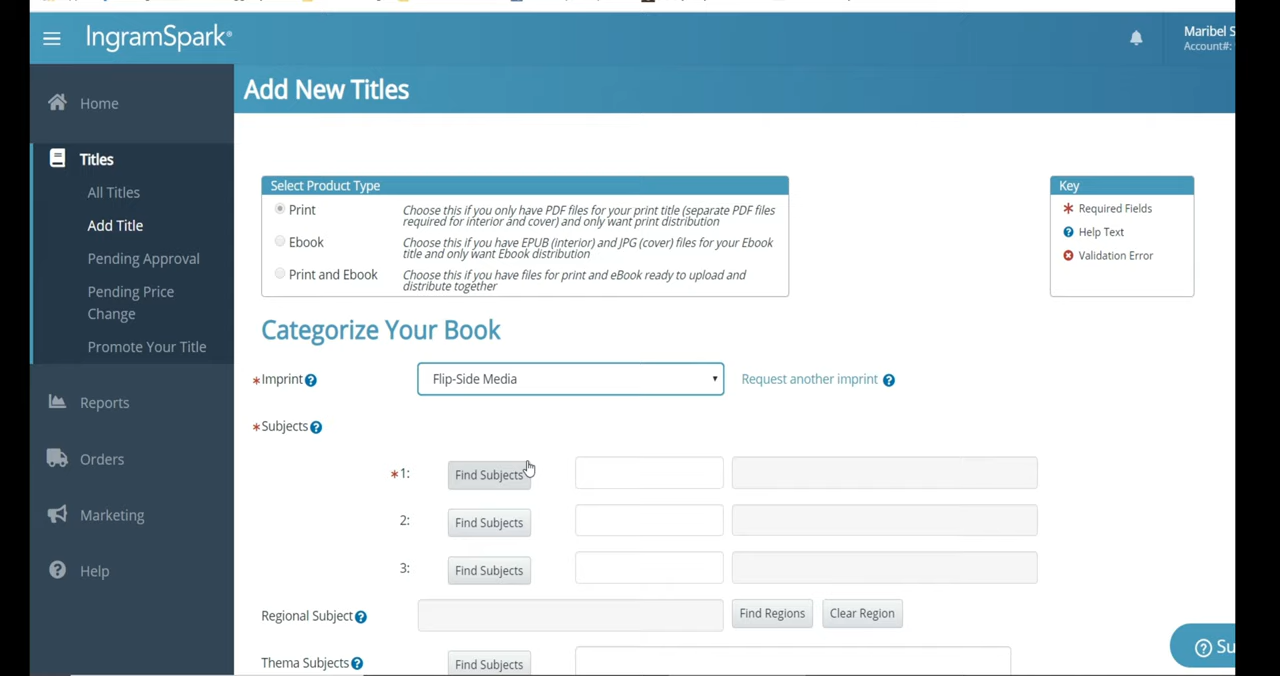 IngramSpark®
Maribel S
Account#:
Add New Titles
Home
Titles
All Titles
Add Title
Pending Approval
Pending Price
Change
Promote Your Title
Reports
Orders
Marketing
Help
Select Product Type
Print
Choose this if you only have PDF files for your print title (separate PDF files
required for interior and cover) and only want print distribution
Ebook
Choose this if you have EPUB (interior) and JPG (cover) files for your Ebook
title and only want Ebook distribution
Print and Ebook
Choose this if you have files for print and eBook ready to upload and
distribute together
Key
* Required Fields
? Help Text
Validation Error
Categorize Your Book
*Imprint ?
Flip-Side Media
Request another imprint ?
*Subjects ?
*1:
Find Subjects
2:
Find Subjects
3:
Find Subjects
Regional Subject ?
Find Regions
Clear Region
Thema Subjects ?
Find Subjects
? Su